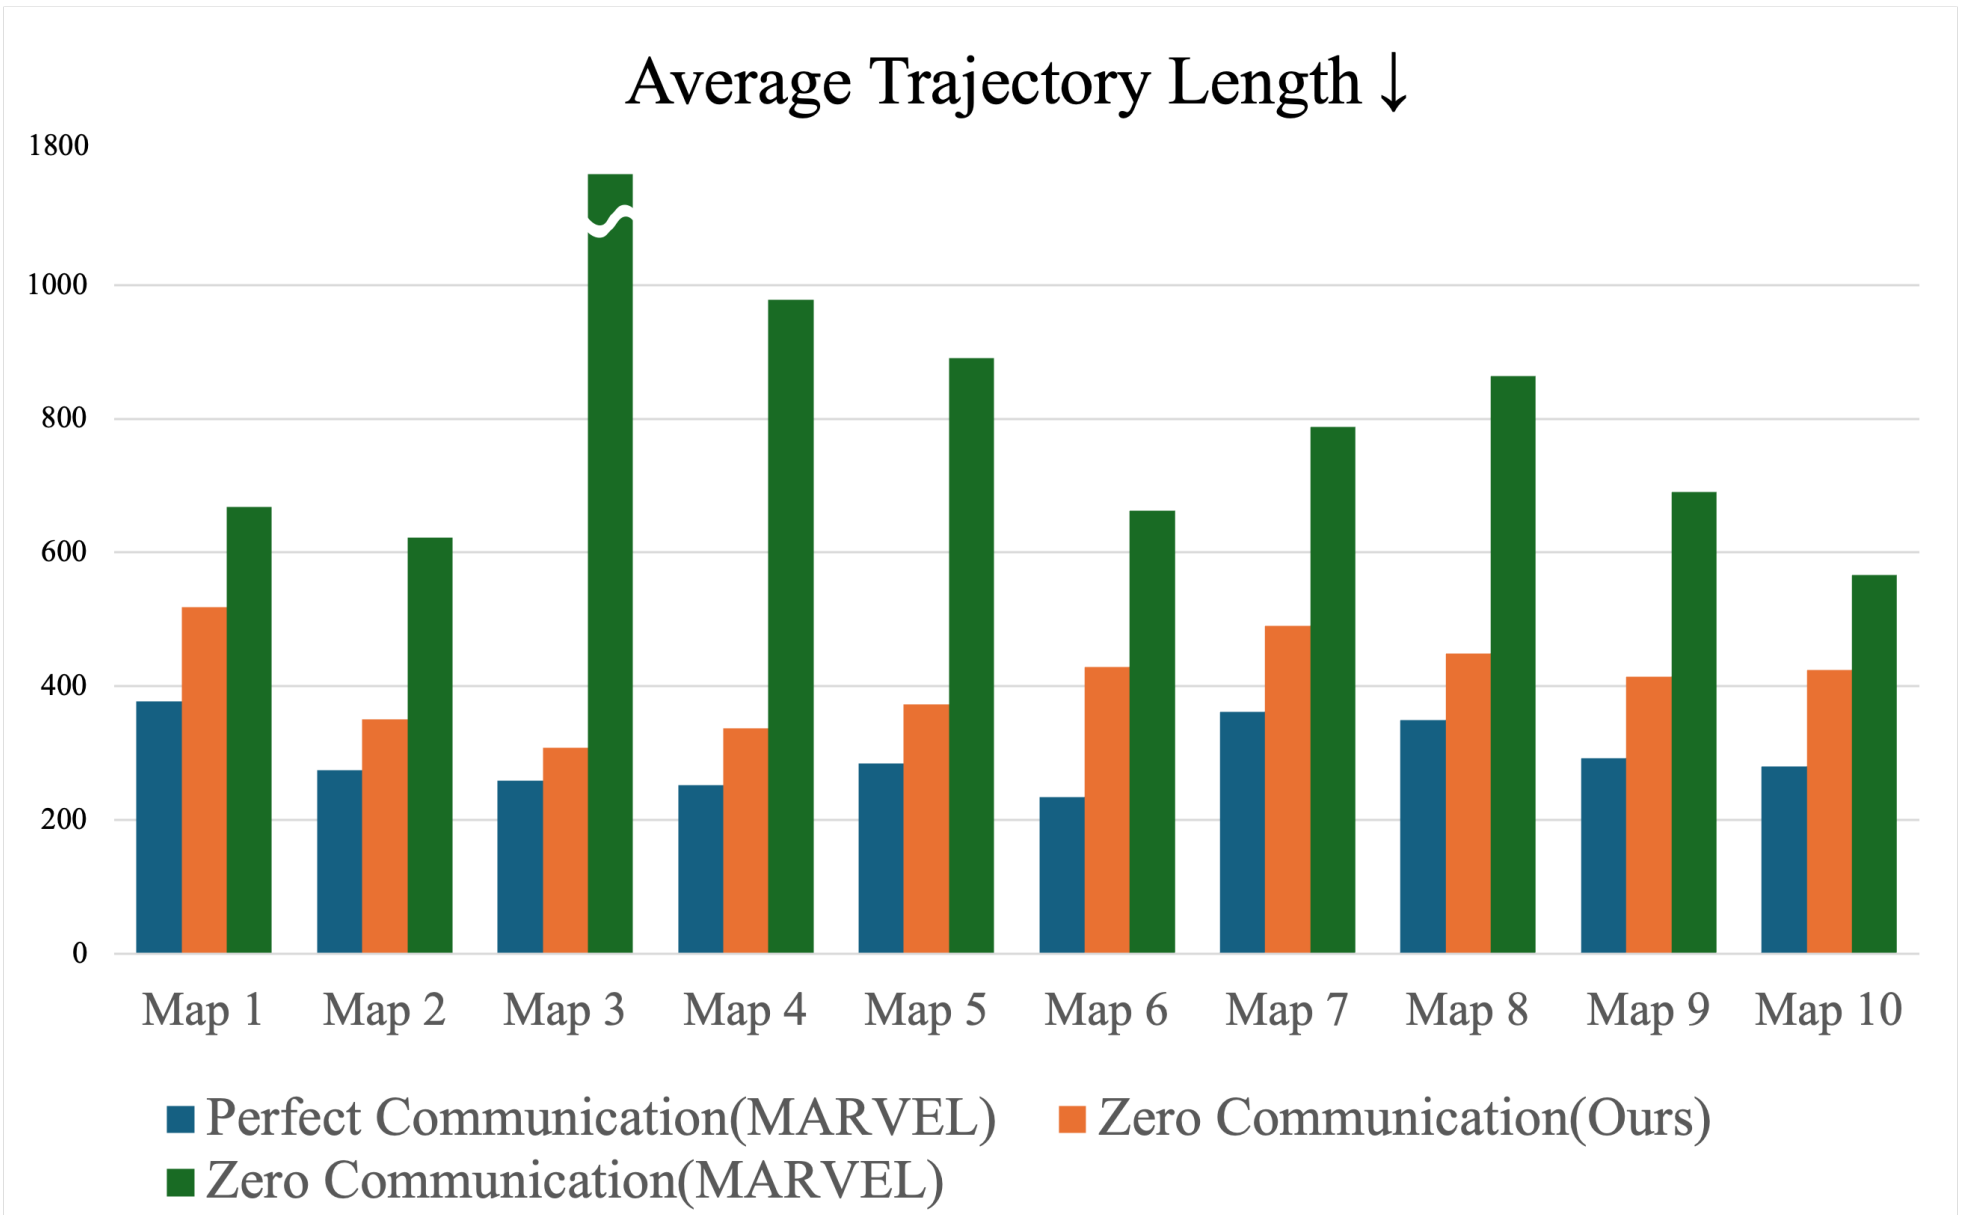 Average Trajectory Length ↓
1800
1000
800
600
400
200
0
Map 1 Map 2 Map 3 Map 4 Map 5 Map 6 Map 7 Map 8 Map 9 Map 10
Perfect Communication(MARVEL) Zero Communication(Ours)
Zero Communication(MARVEL)